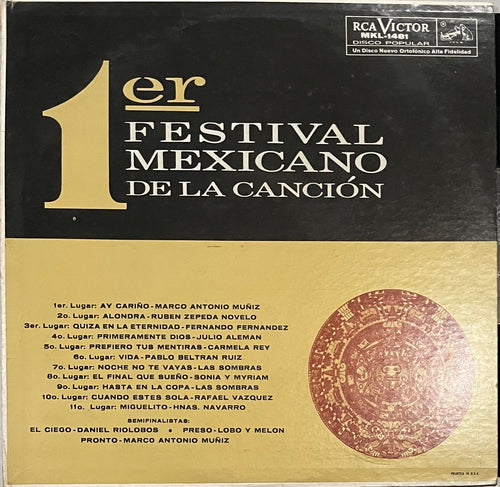 RCA VICTOR
MKL-1481
DISCO POPULAR
Un Disco Nuevo Ortofónico Alta Fidelidad
1er
FESTIVAL
MEXICANO
DE LA CANCIÓN
1er. Lugar: AY CARIÑO-MARCO ANTONIO MUÑIZ
2o. Lugar: ALONDRA-RUBEN ZEPEDA NOVELO
3er. Lugar: QUIZA EN LA ETERNIDAD-FERNANDO FERNANDEZ
4o. Lugar: PRIMERAMENTE DIOS-JULIO ALEMAN
5o. Lugar: PREFIERO TUS MENTIRAS-CARMELA REY
6o. Lugar: VIDA-PABLO BELTRAN RUIZ
7o. Lugar: NOCHE NO TE VAYAS-LAS SOMBRAS
8o. Lugar: EL FINAL QUE SUEÑO-SONIA Y MYRIAM
9o. Lugar: HASTA EN LA COPA-LAS SOMBRAS
10o. Lugar: CUANDO ESTES SOLA-RAFAEL VAZQUEZ
11o. Lugar: MIGUELITO-HNAS. NAVARRO
SEMIFINALISTAS:
EL CIEGO-DANIEL RIOLOBOS • PRESO-LOBO Y MELON
PRONTO-MARCO ANTONIO MUÑIZ
PRINTED IN U.S.A.